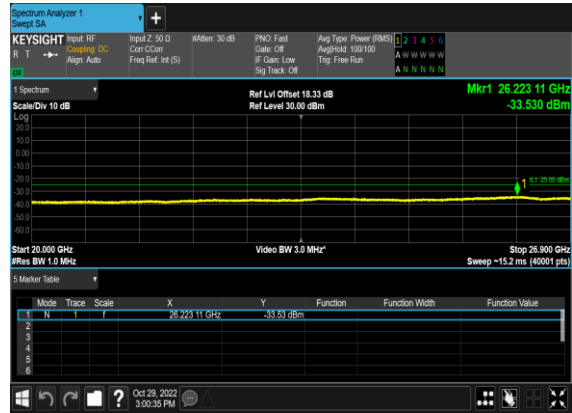 Spectrum Analyzer 1
Swept SA
KEYSIGHT Input: RF Input Z: 50 Ω #Atten: 30 dB PNO: Fast Avg Type: Power (RMS) 1 2 3 4 5 6
R T Coupling: DC Corr CCorr Gate: Off Avg|Hold: 100/100 A W W W W W
Align: Auto Freq Ref: Int (S) IF Gain: Low Trig: Free Run
Sig Track: Off A N N N N N
1 Spectrum Ref Lvl Offset 18.33 dB Mkr1 26.223 11 GHz
Scale/Div 10 dB Ref Level 30.00 dBm -33.530 dBm
Log
20.0
10.0
0.00
-10.0
-20.0
-30.0
-40.0
-50.0
-60.0
1
DL1 -25.00 dBm
Start 20.000 GHz Video BW 3.0 MHz* Stop 26.900 GHz
#Res BW 1.0 MHz Sweep ~15.2 ms (40001 pts)
5 Marker Table
Mode Trace Scale X Y Function Function Width Function Value
1 N 1 f 26.223 11 GHz -33.53 dBm
2
3
4
5
6
? Oct 29, 2022
3:00:35 PM